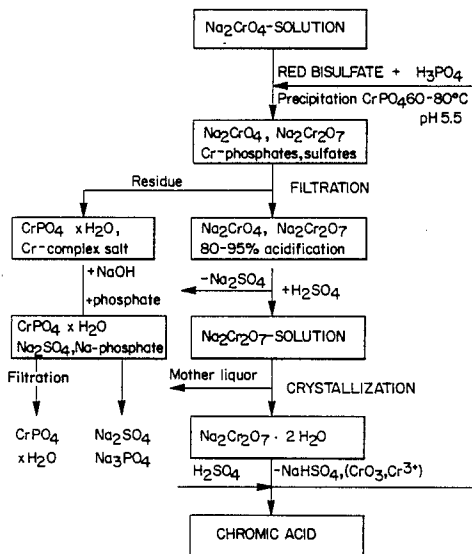 Na2CrO4-SOLUTION
RED BISULFATE + H3PO4
Precipitation CrPO4 60-80°C
pH 5.5
Na2CrO4, Na2Cr2O7
Cr-phosphates, sulfates
Residue
FILTRATION
CrPO4 x H2O,
Cr-complex salt
Na2CrO4, Na2Cr2O7
80-95% acidification
+NaOH
+phosphate
-Na2SO4
+H2SO4
CrPO4 x H2O
Na2SO4, Na-phosphate
Na2Cr2O7-SOLUTION
Filtration
Mother liquor
CRYSTALLIZATION
CrPO4
xH2O
Na2SO4
Na3PO4
Na2Cr2O7 · 2 H2O
H2SO4
-NaHSO4, (CrO3, Cr3+)
CHROMIC ACID